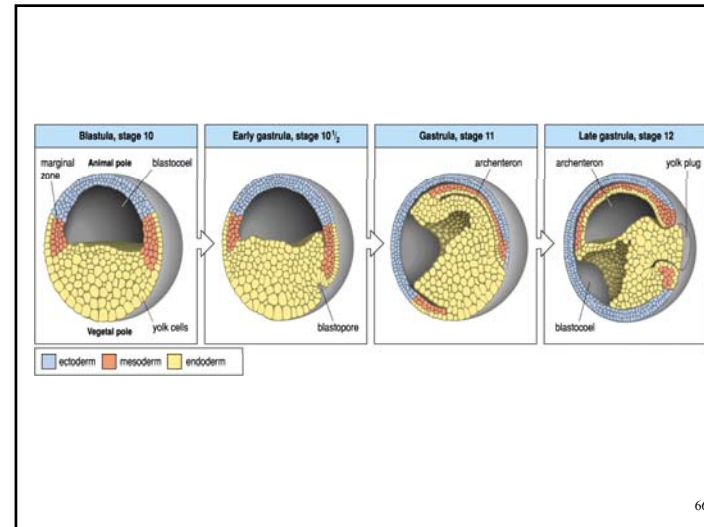 Blastula, stage 10
Early gastrula, stage 10½
Gastrula, stage 11
Late gastrula, stage 12
marginal zone
Animal pole
blastocoel
Vegetal pole
yolk cells
blastopore
archenteron
archenteron
yolk plug
blastocoel
ectoderm mesoderm endoderm
66